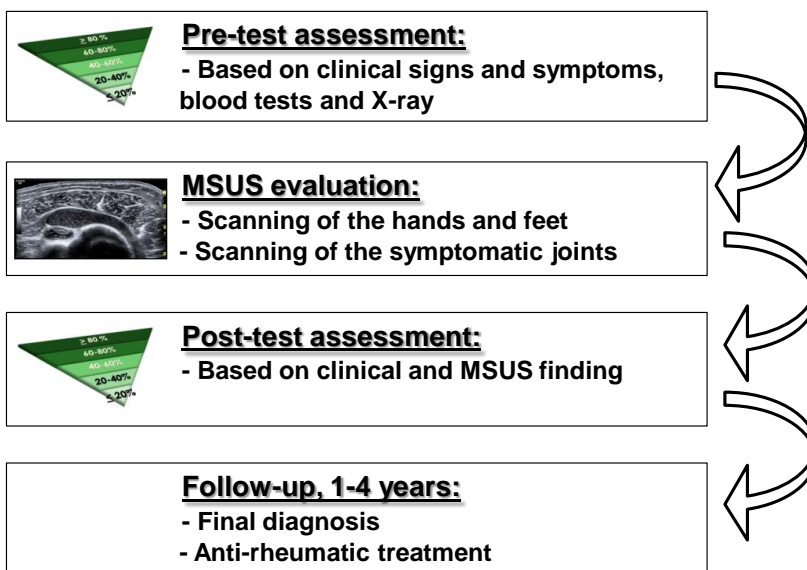 ≥ 80 %
60-80%
40-60%
20-40%
≤ 20%
Pre-test assessment:
- Based on clinical signs and symptoms,
blood tests and X-ray
MSUS evaluation:
- Scanning of the hands and feet
- Scanning of the symptomatic joints
≥ 80 %
60-80%
40-60%
20-40%
≤ 20%
Post-test assessment:
- Based on clinical and MSUS finding
Follow-up, 1-4 years:
- Final diagnosis
- Anti-rheumatic treatment